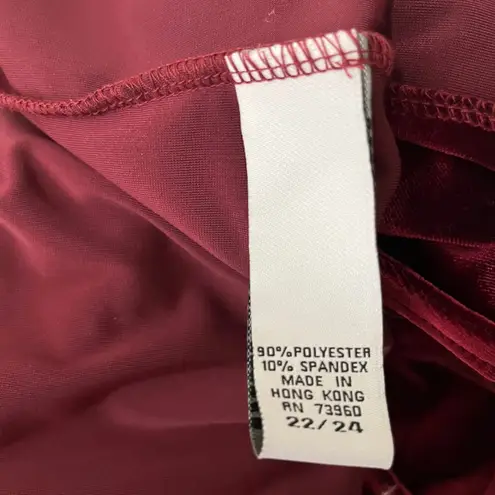 90% POLYESTER
10% SPANDEX
MADE IN
HONG KONG
RN 73960
22/24